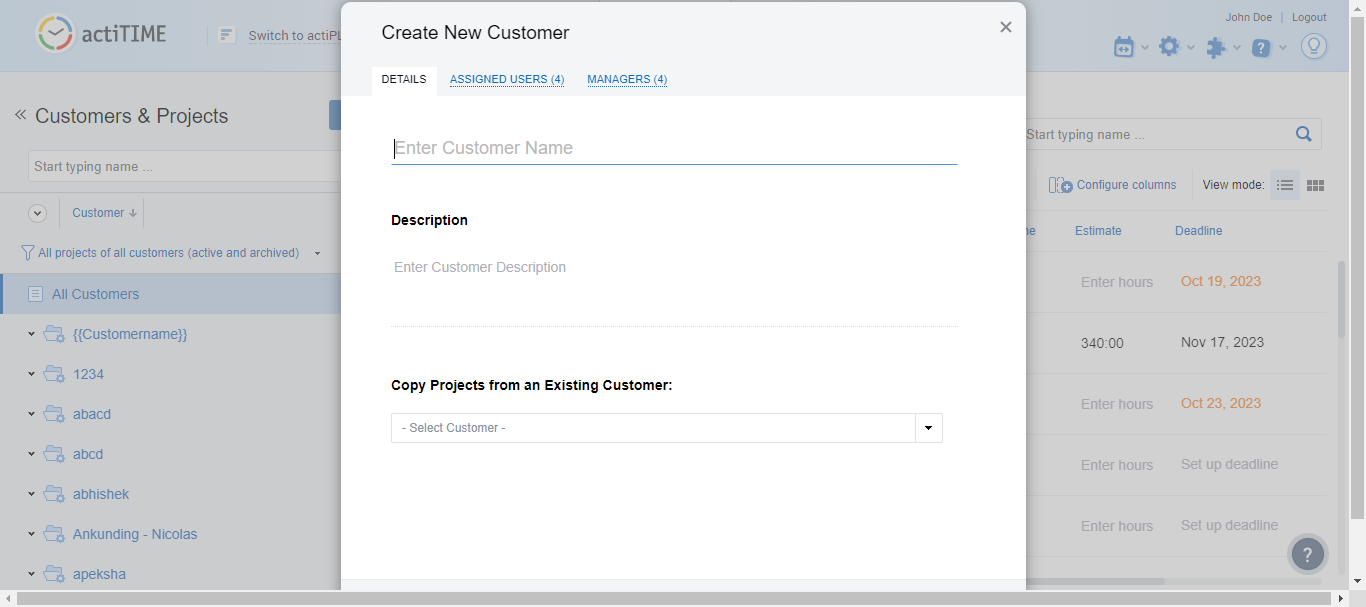 actiTIME
Switch to actiPL
John Doe | Logout
Customers & Projects
Start typing name ...
Customer
All projects of all customers (active and archived)
All Customers
{{Customername}}
1234
abacd
abcd
abhishek
Ankunding - Nicolas
apeksha
Create New Customer
DETAILS
ASSIGNED USERS (4)
MANAGERS (4)
Enter Customer Name
Description
Enter Customer Description
Copy Projects from an Existing Customer:
- Select Customer -
Start typing name ...
Configure columns
View mode:
Estimate
Deadline
Enter hours
Oct 19, 2023
340:00
Nov 17, 2023
Enter hours
Oct 23, 2023
Enter hours
Set up deadline
Enter hours
Set up deadline
?